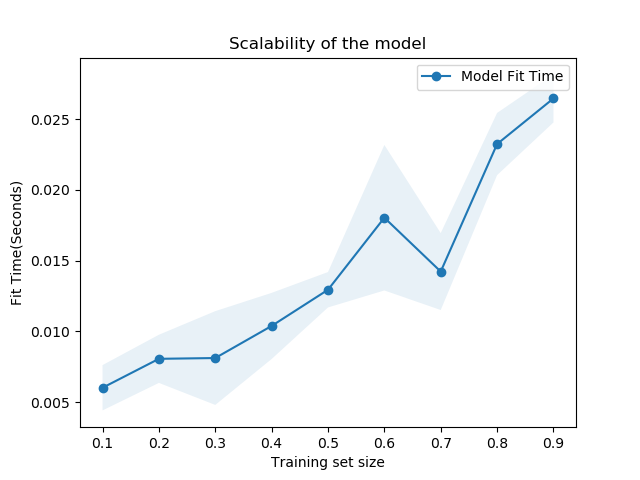 Scalability of the model
Model Fit Time
Fit Time(Seconds)
0.025
0.020
0.015
0.010
0.005
0.1 0.2 0.3 0.4 0.5 0.6 0.7 0.8 0.9
Training set size